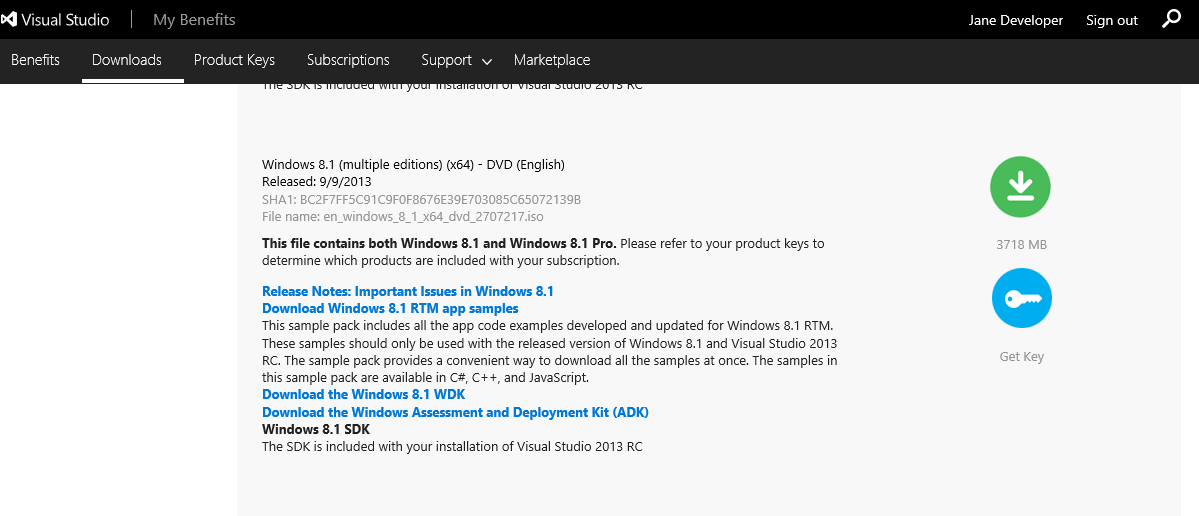 Visual Studio | My Benefits Jane Developer Sign out
Benefits Downloads Product Keys Subscriptions Support Marketplace
The SDK is included with your installation of Visual Studio 2013 RC
Windows 8.1 (multiple editions) (x64) - DVD (English)
Released: 9/9/2013
SHA1: BC2F7FF5C91C9F0F8676E39E703085C65072139B
File name: en_windows_8_1_x64_dvd_2707217.iso
This file contains both Windows 8.1 and Windows 8.1 Pro. Please refer to your product keys to
determine which products are included with your subscription.
3718 MB
Release Notes: Important Issues in Windows 8.1
Download Windows 8.1 RTM app samples
This sample pack includes all the app code examples developed and updated for Windows 8.1 RTM.
These samples should only be used with the released version of Windows 8.1 and Visual Studio 2013
RC. The sample pack provides a convenient way to download all the samples at once. The samples in
this sample pack are available in C#, C++, and JavaScript.
Get Key
Download the Windows 8.1 WDK
Download the Windows Assessment and Deployment Kit (ADK)
Windows 8.1 SDK
The SDK is included with your installation of Visual Studio 2013 RC